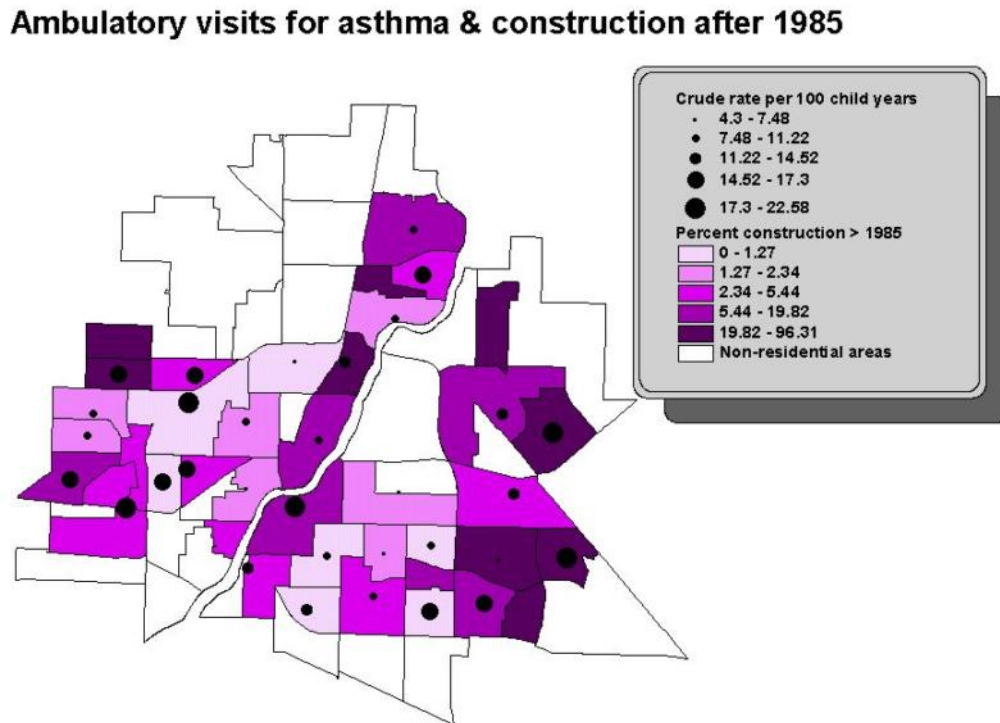 Ambulatory visits for asthma & construction after 1985
Crude rate per 100 child years
4.3 - 7.48
7.48 - 11.22
11.22 - 14.52
14.52 - 17.3
17.3 - 22.58
Percent construction > 1985
0 - 1.27
1.27 - 2.34
2.34 - 5.44
5.44 - 19.82
19.82 - 96.31
Non-residential areas